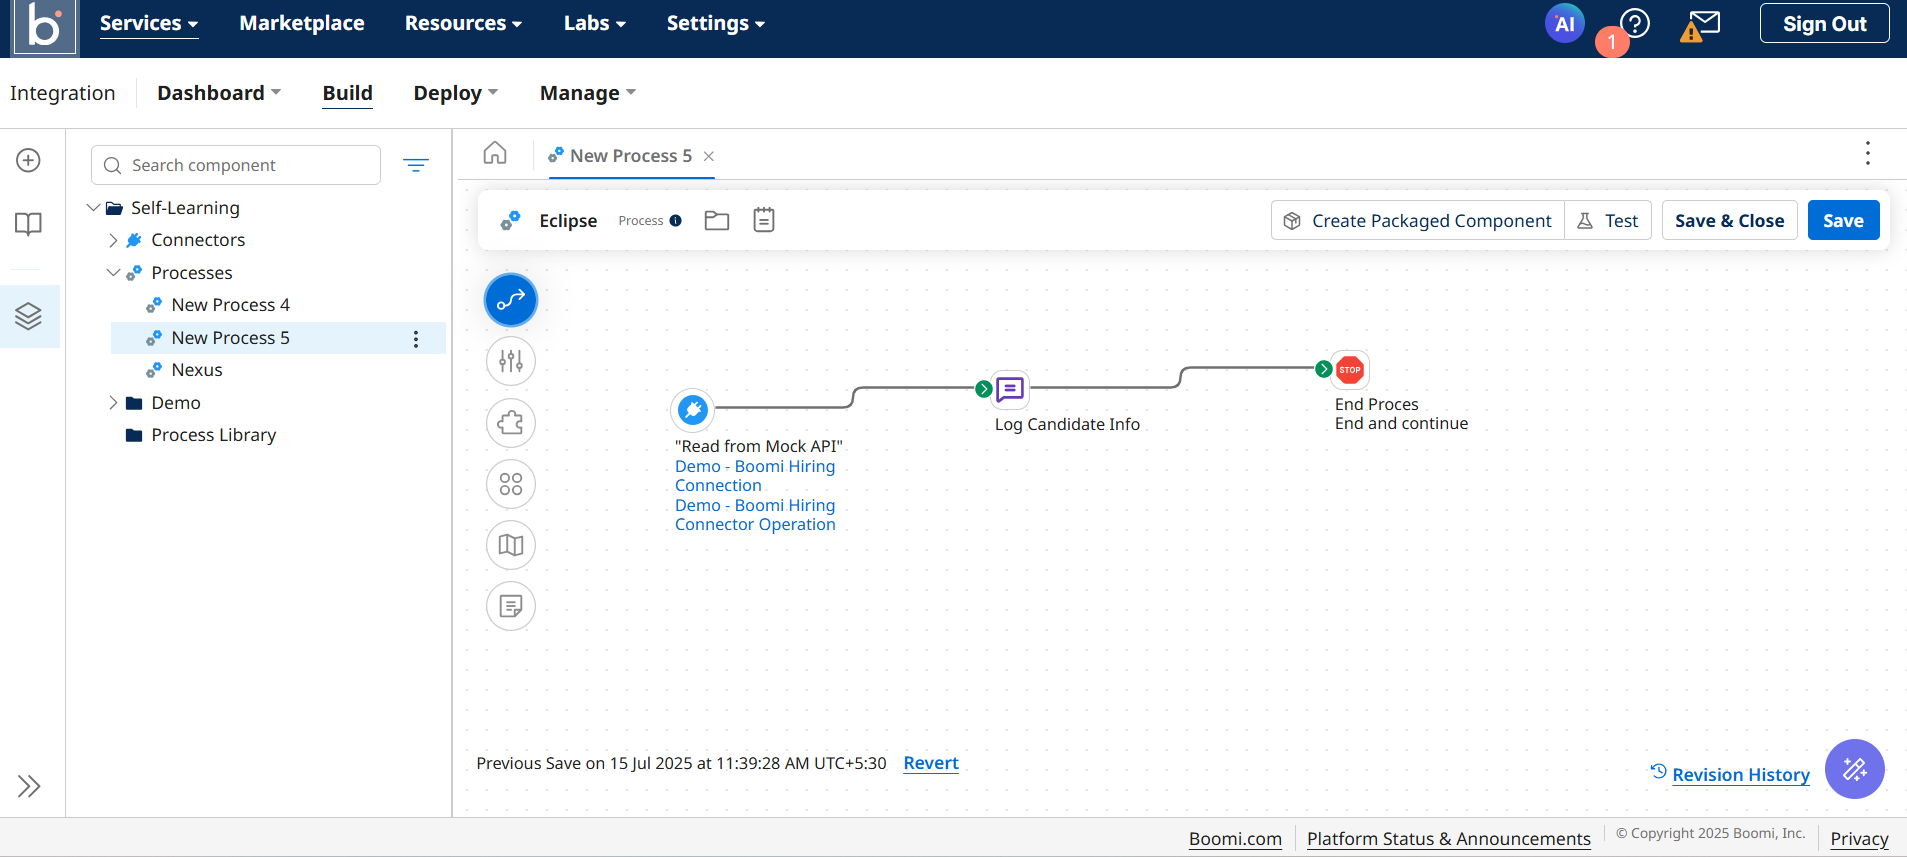 b Services Marketplace Resources Labs Settings AI 1 ? Sign Out
Integration Dashboard Build Deploy Manage
Search component
Self-Learning
Connectors
Processes
New Process 4
New Process 5
Nexus
Demo
Process Library
New Process 5
Eclipse Process Create Packaged Component Test Save & Close Save
"Read from Mock API"
Demo - Boomi Hiring
Connection
Demo - Boomi Hiring
Connector Operation
Log Candidate Info
STOP
End Proces
End and continue
Previous Save on 15 Jul 2025 at 11:39:28 AM UTC+5:30 Revert
Revision History
Boomi.com Platform Status & Announcements © Copyright 2025 Boomi, Inc. Privacy